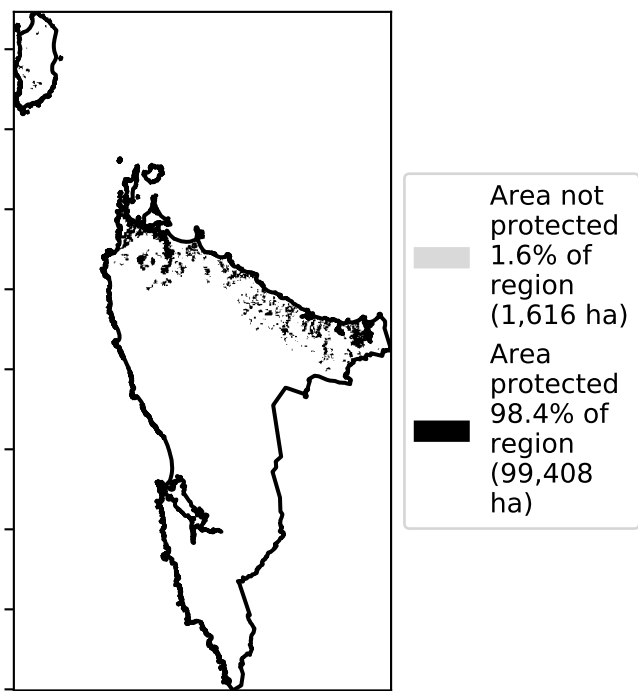 Area not
protected
1.6% of
region
(1,616 ha)
Area
protected
98.4% of
region
(99,408
ha)